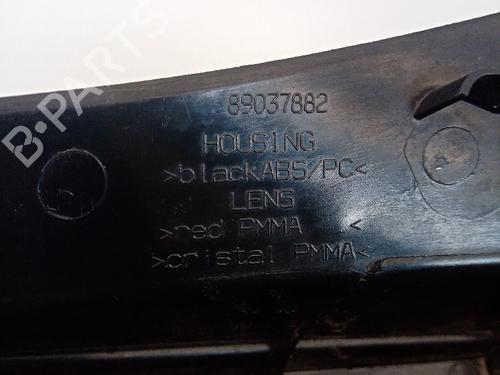 B-PARTS
89037882
HOUSING
>blackABS/PC<
LENS
>red PMMA <
>cristal PMMA<